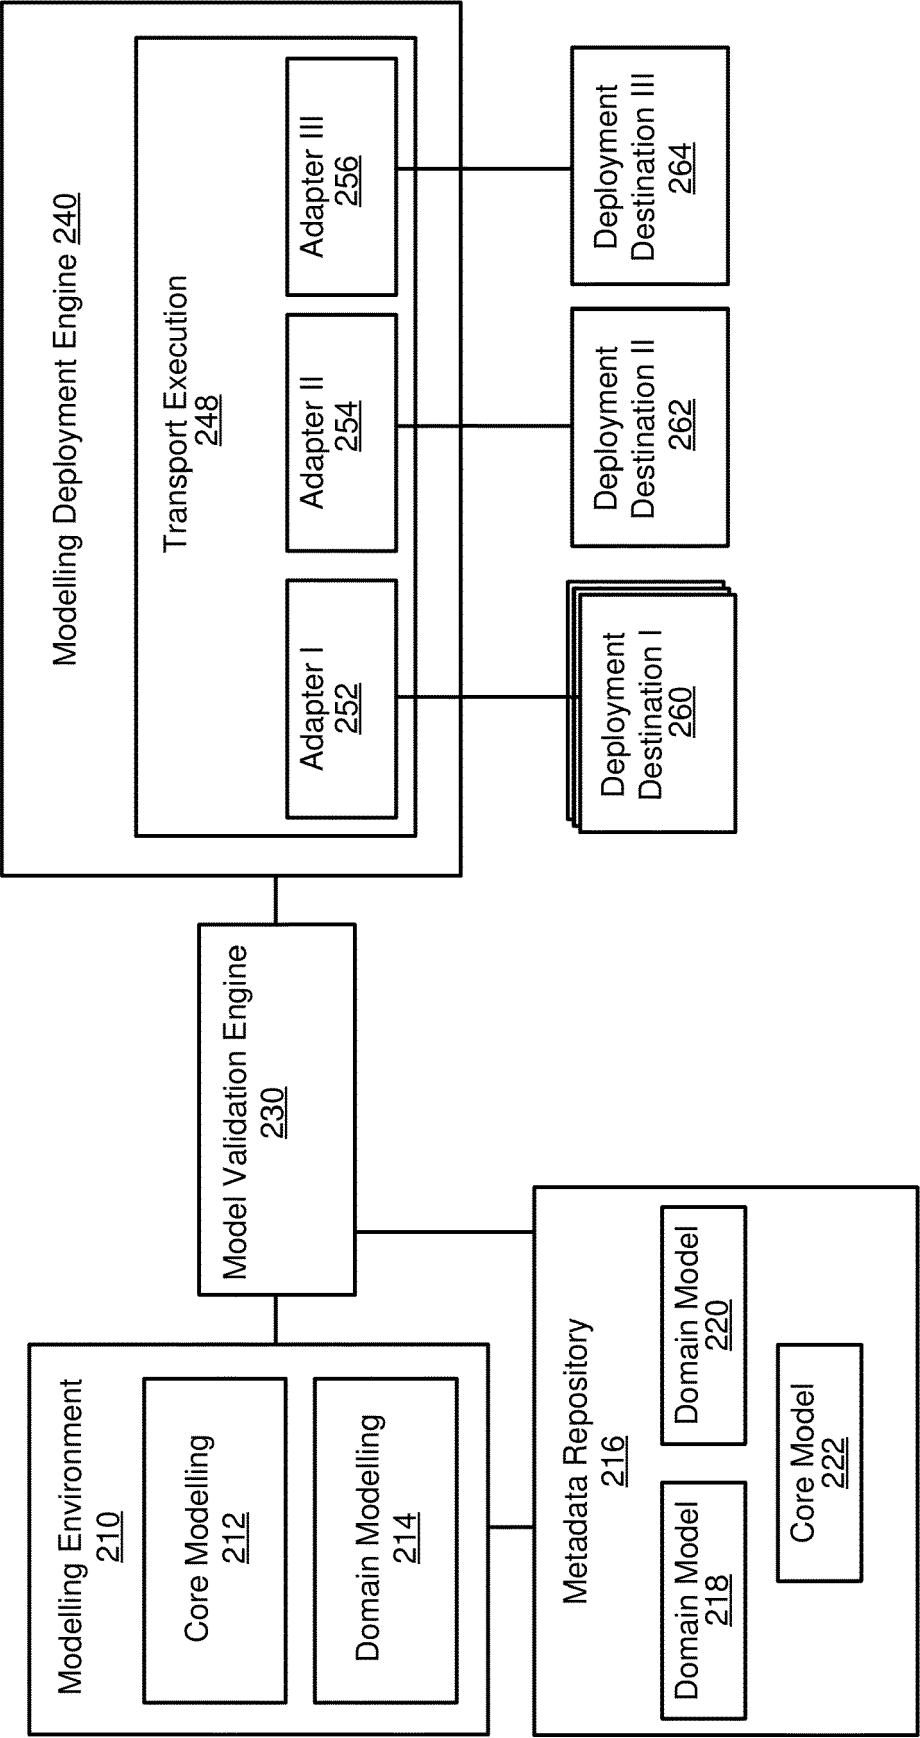 Modelling Environment
210
Core Modelling
212
Domain Modelling
214
Model Validation Engine
230
Modelling Deployment Engine 240
Transport Execution
248
Adapter I
252
Adapter II
254
Adapter III
256
Metadata Repository
216
Domain Model
218
Domain Model
220
Core Model
222
Deployment
Destination I
260
Deployment
Destination II
262
Deployment
Destination III
264